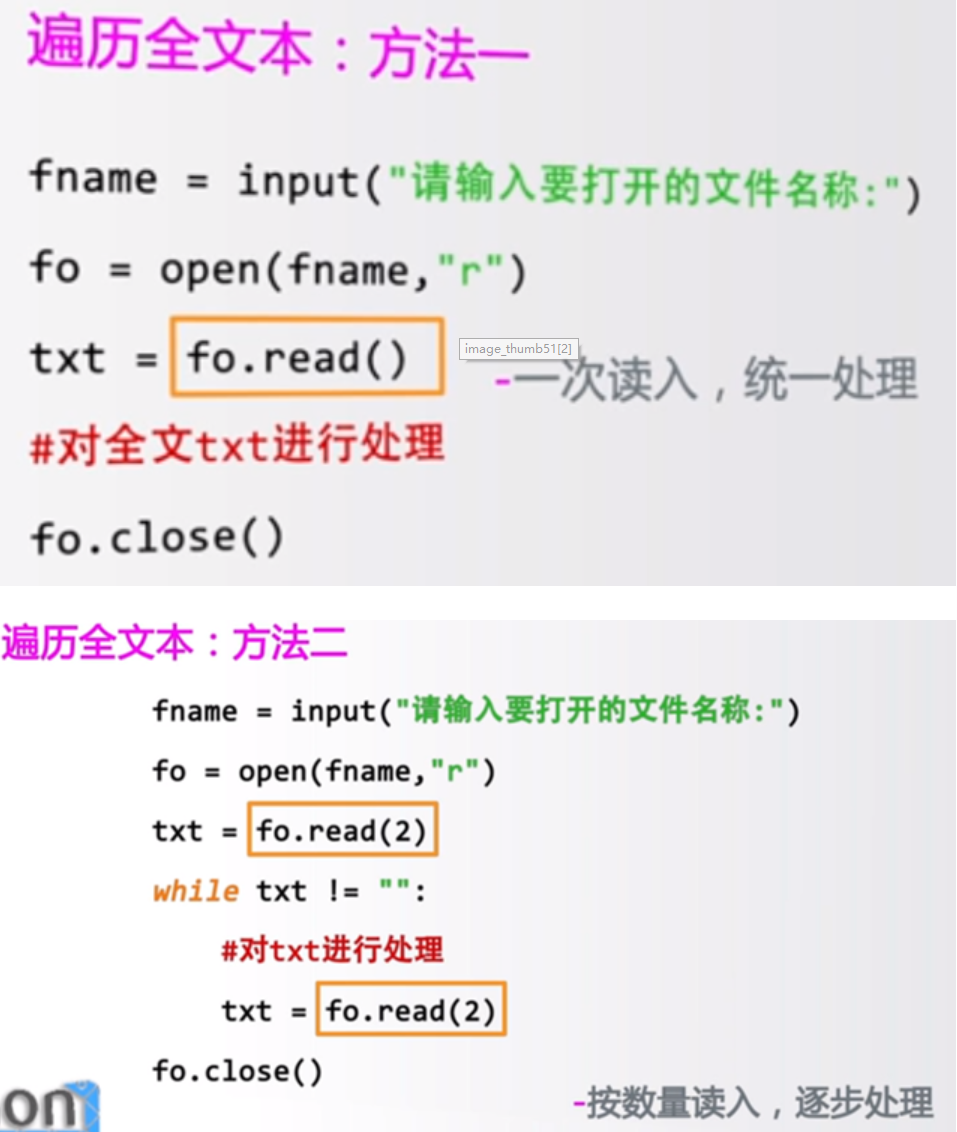 遍历全文本：方法一
fname = input("请输入要打开的文件名称:")
fo = open(fname,"r")
txt = fo.read()
image_thumb51[2]
-一次读入，统一处理
#对全文txt进行处理
fo.close()
遍历全文本：方法二
fname = input("请输入要打开的文件名称:")
fo = open(fname,"r")
txt = fo.read(2)
while txt != "":
#对txt进行处理
txt = fo.read(2)
fo.close()
on
-按数量读入，逐步处理